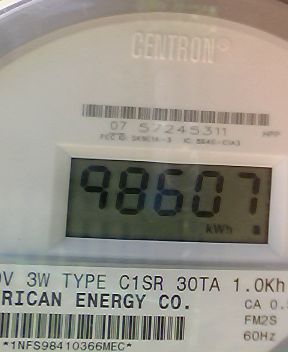 CENTRON®
07 57245311
98607
kWh
V 3W TYPE C1SR 30TA 1.0Kh
RICAN ENERGY CO.
CA 0.
FM2S
60Hz
*1NFS98410366MEC*